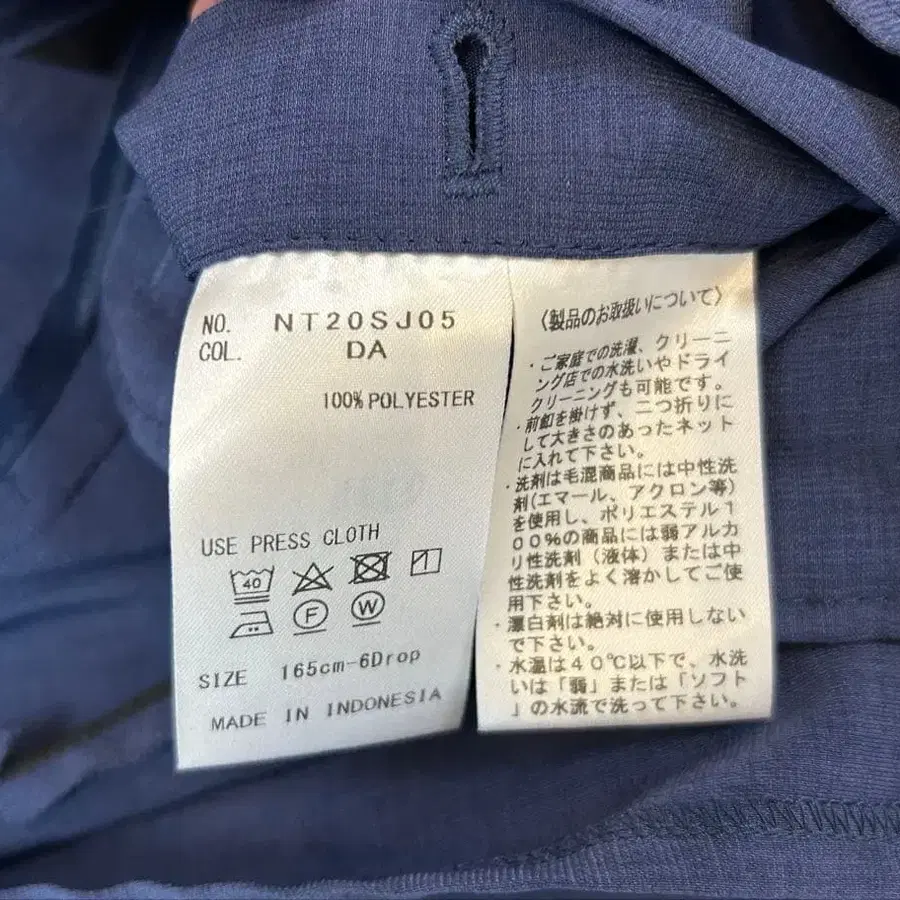 NO. NT20SJ05
COL. DA
100% POLYESTER
USE PRESS CLOTH
40
F W
SIZE 165cm-6Drop
MADE IN INDONESIA
〈製品のお取扱いについて〉
・ご家庭での洗濯、クリーニ
ング店での水洗いやドライ
クリーニングも可能です。
・前釦を掛けず、二つ折りに
して大きさのあったネット
に入れて下さい。
・洗剤は毛混商品には中性洗
剤(エマール、アクロン等)
を使用し、ポリエステル1
00%の商品には弱アルカ
リ性洗剤（液体）または中
性洗剤をよく溶かしてご使
用下さい。
・漂白剤は絶対に使用しない
で下さい。
・水温は40℃以下で、水洗
いは「弱」または「ソフト
」の水流で洗って下さい。